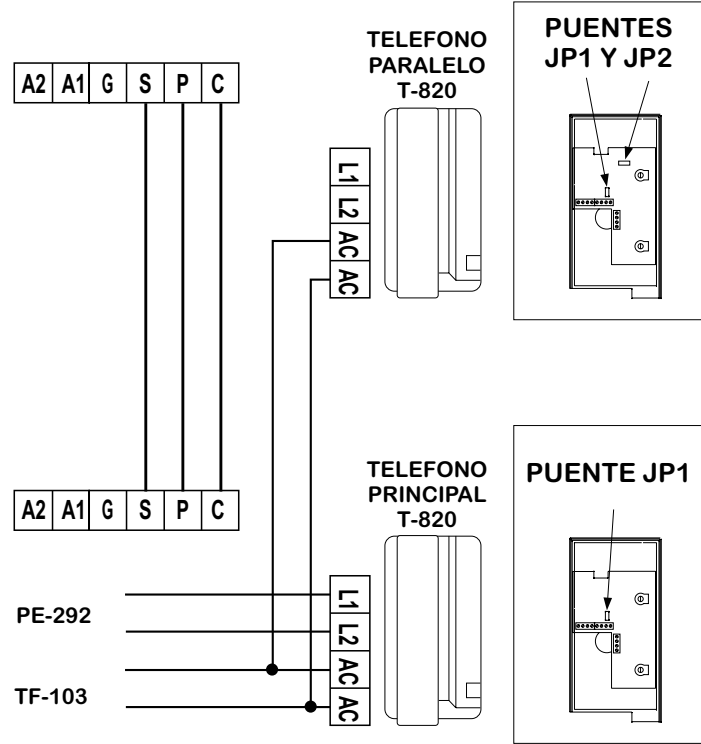 TELEFONO
PARALELO
T-820
PUENTES
JP1 Y JP2
A2 A1 G S P C
L1
L2
AC
AC
TELEFONO
PRINCIPAL
T-820
PUENTE JP1
A2 A1 G S P C
PE-292
TF-103
L1
L2
AC
AC